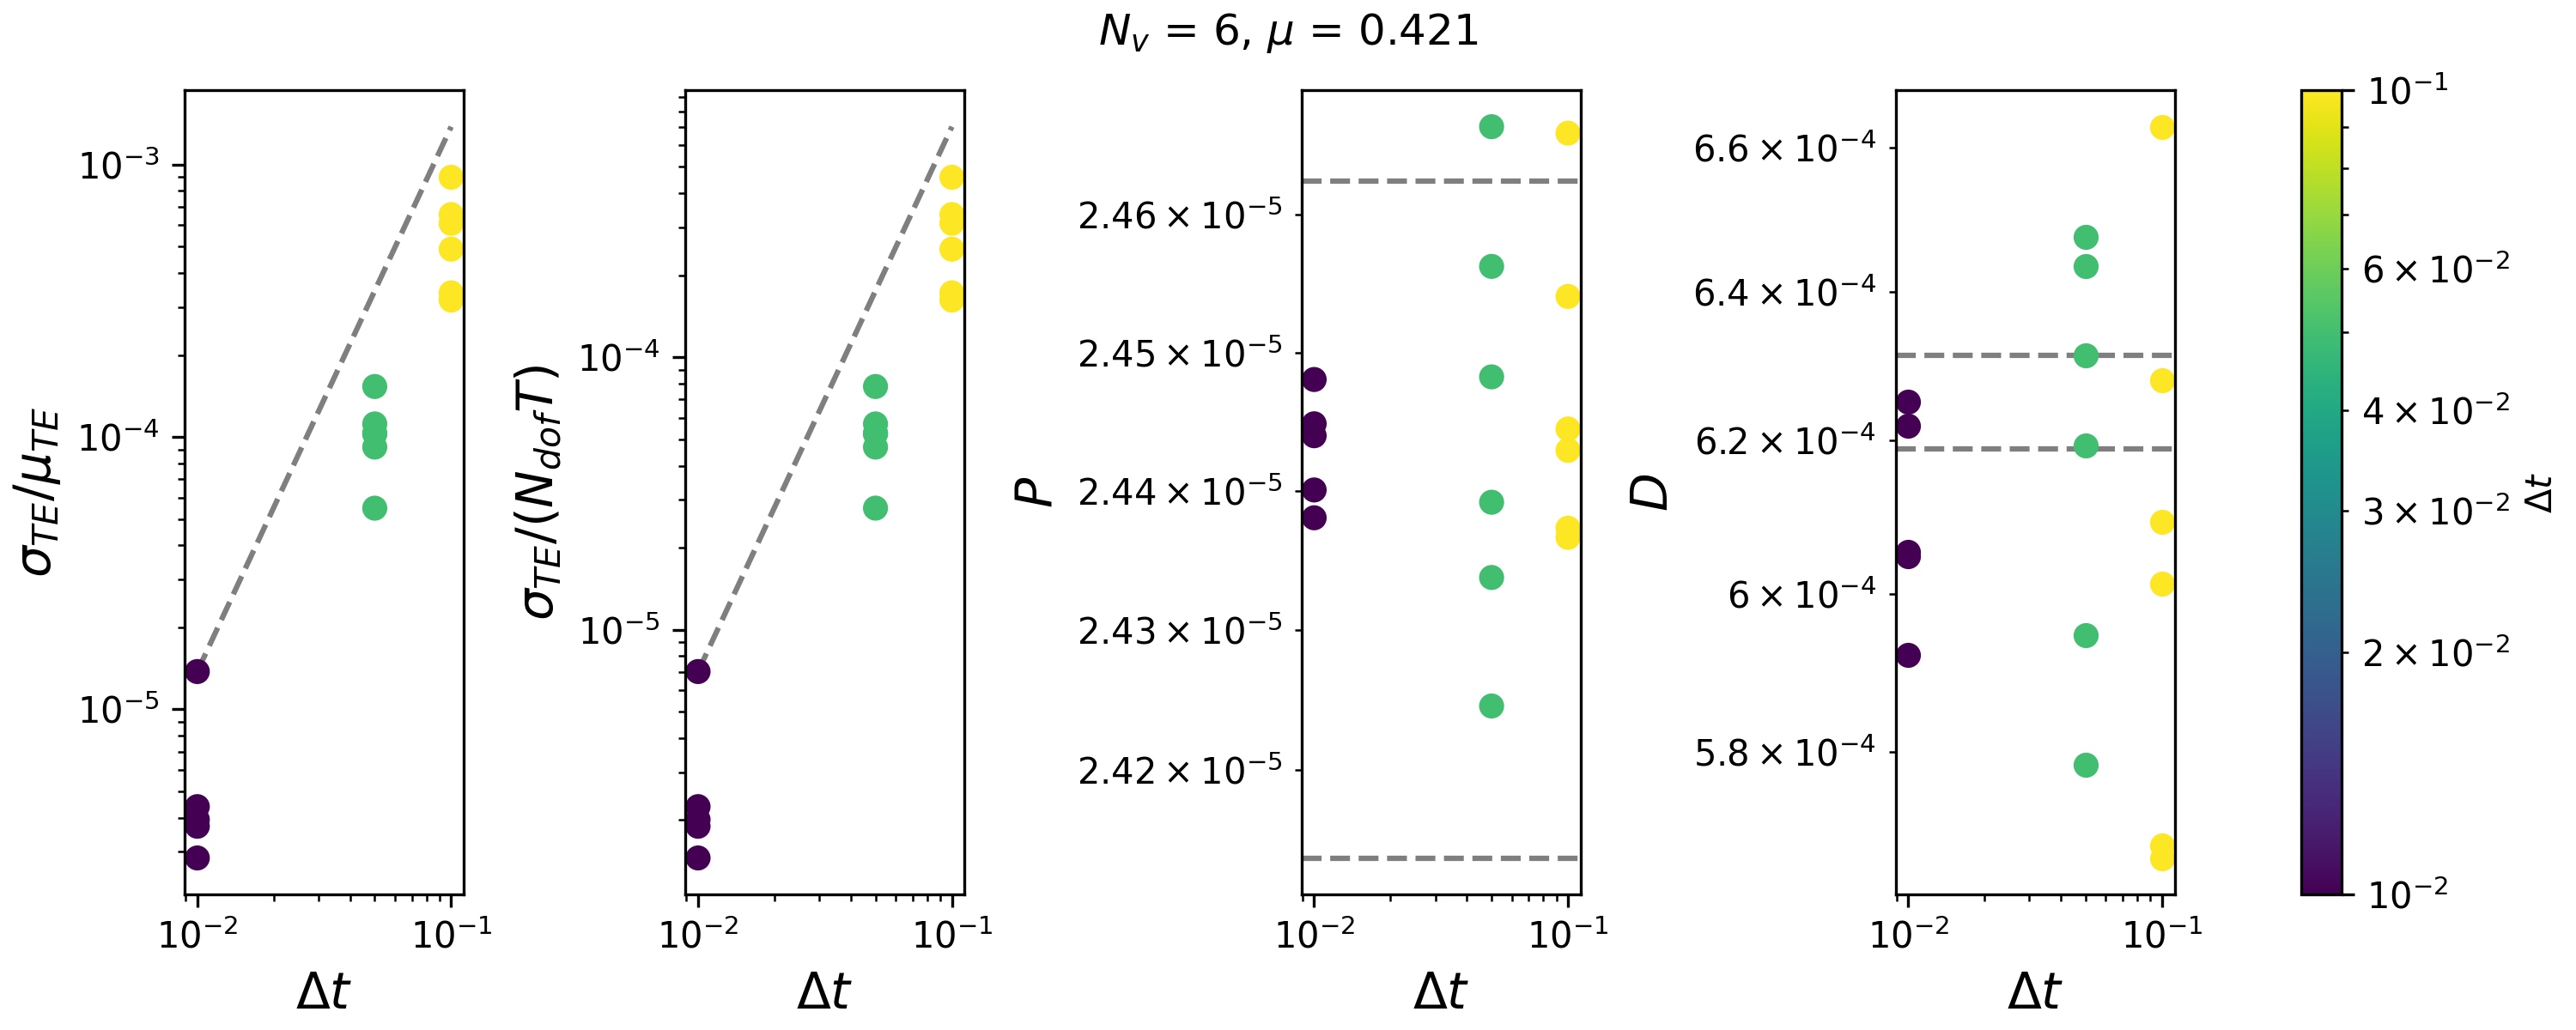 N_v = 6, μ = 0.421
σ_TE/μ_TE
10⁻³
10⁻⁴
10⁻⁵
10⁻² 10⁻¹
Δt
σ_TE/(N_dof T)
10⁻⁴
10⁻⁵
10⁻² 10⁻¹
Δt
P
2.46 × 10⁻⁵
2.45 × 10⁻⁵
2.44 × 10⁻⁵
2.43 × 10⁻⁵
2.42 × 10⁻⁵
10⁻² 10⁻¹
Δt
D
6.6 × 10⁻⁴
6.4 × 10⁻⁴
6.2 × 10⁻⁴
6 × 10⁻⁴
5.8 × 10⁻⁴
10⁻² 10⁻¹
Δt
10⁻¹
6 × 10⁻²
4 × 10⁻²
3 × 10⁻²
2 × 10⁻²
10⁻²
Δt